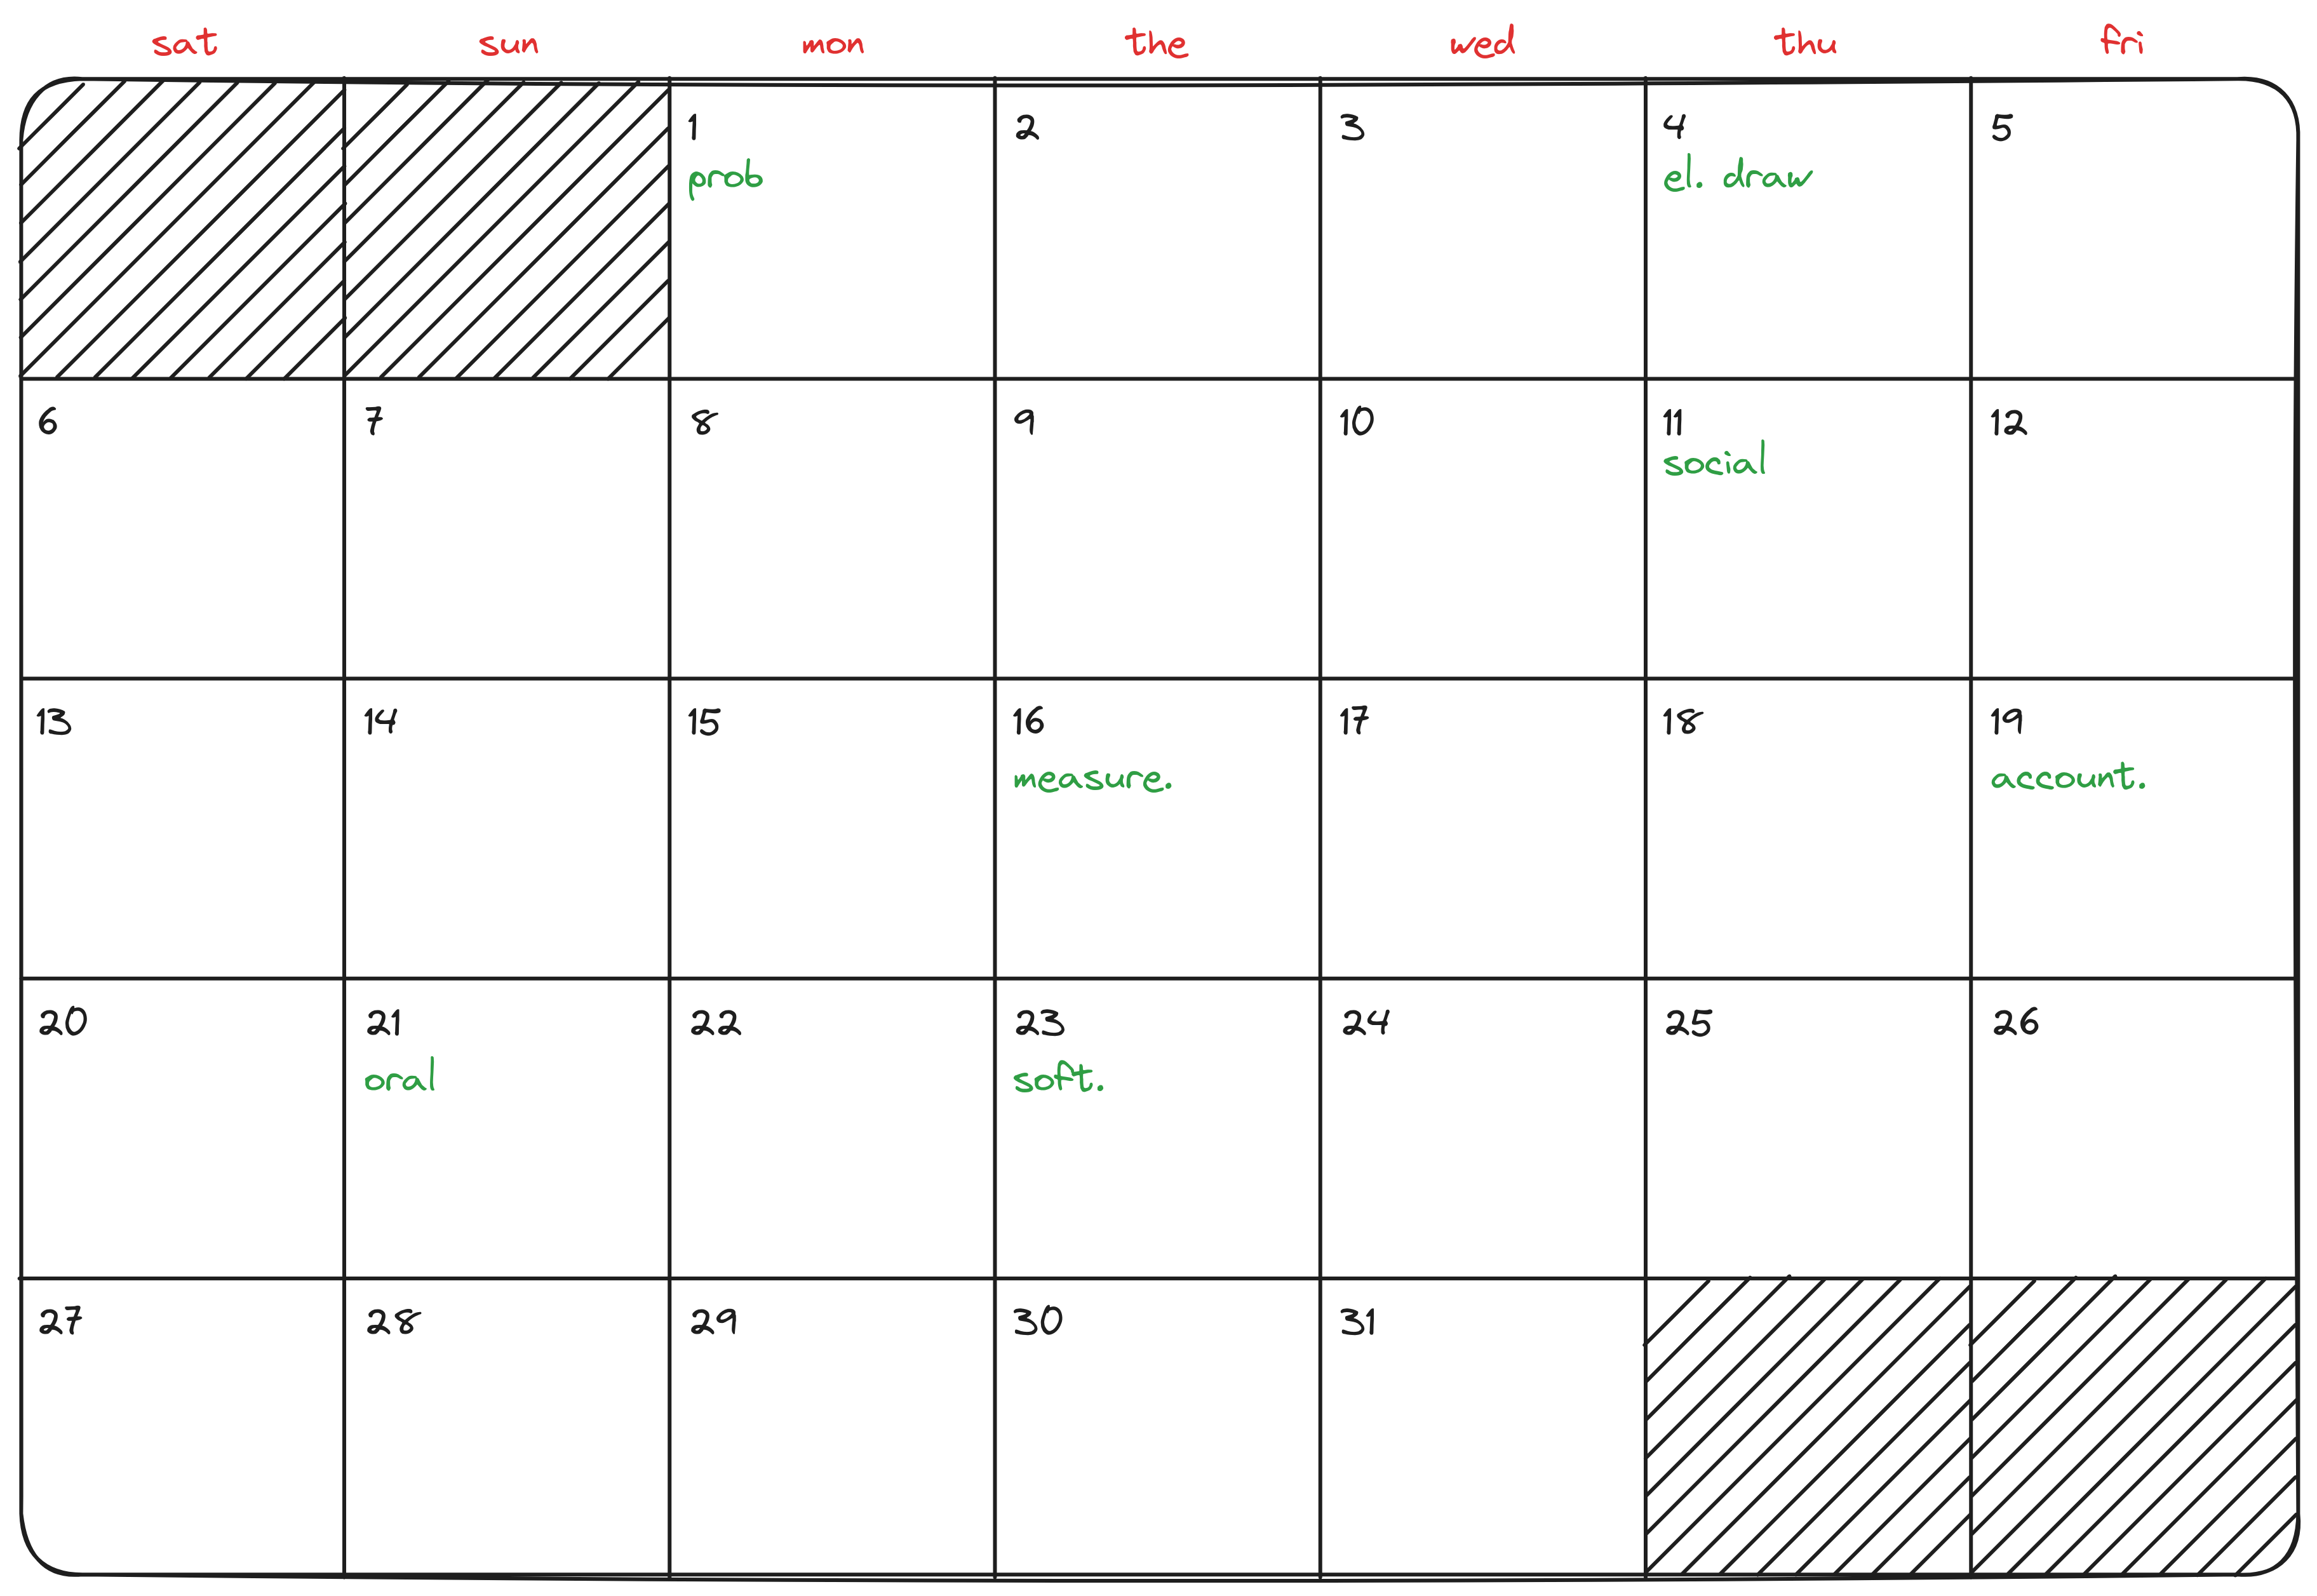 sat sun mon the wed thu fri
1 2 3 4 5
prob el. draw
6 7 8 9 10 11 12
social
13 14 15 16 17 18 19
measure. account.
20 21 22 23 24 25 26
oral soft.
27 28 29 30 31